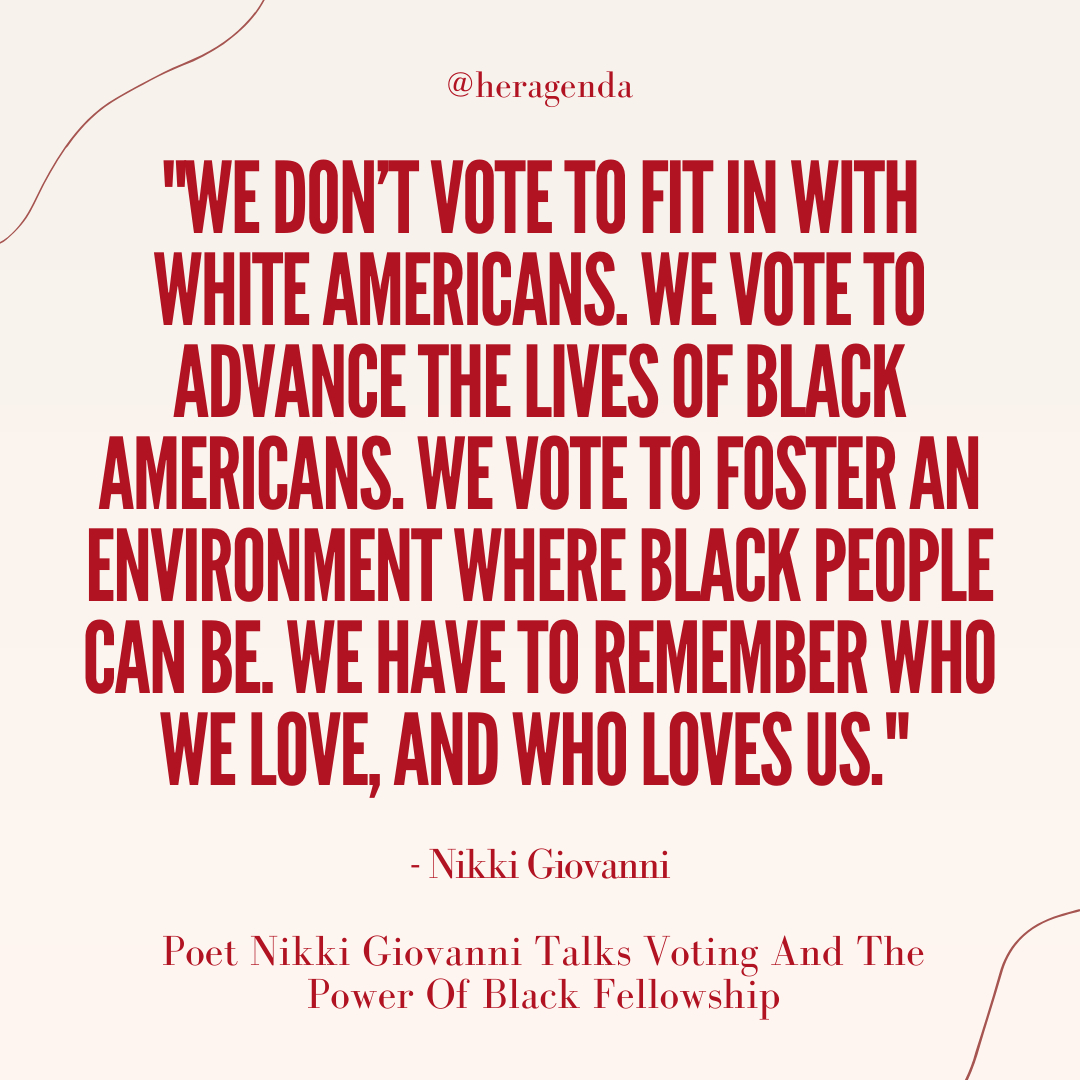 @heragenda
"WE DON’T VOTE TO FIT IN WITH
WHITE AMERICANS. WE VOTE TO
ADVANCE THE LIVES OF BLACK
AMERICANS. WE VOTE TO FOSTER AN
ENVIRONMENT WHERE BLACK PEOPLE
CAN BE. WE HAVE TO REMEMBER WHO
WE LOVE, AND WHO LOVES US."
- Nikki Giovanni
Poet Nikki Giovanni Talks Voting And The
Power Of Black Fellowship